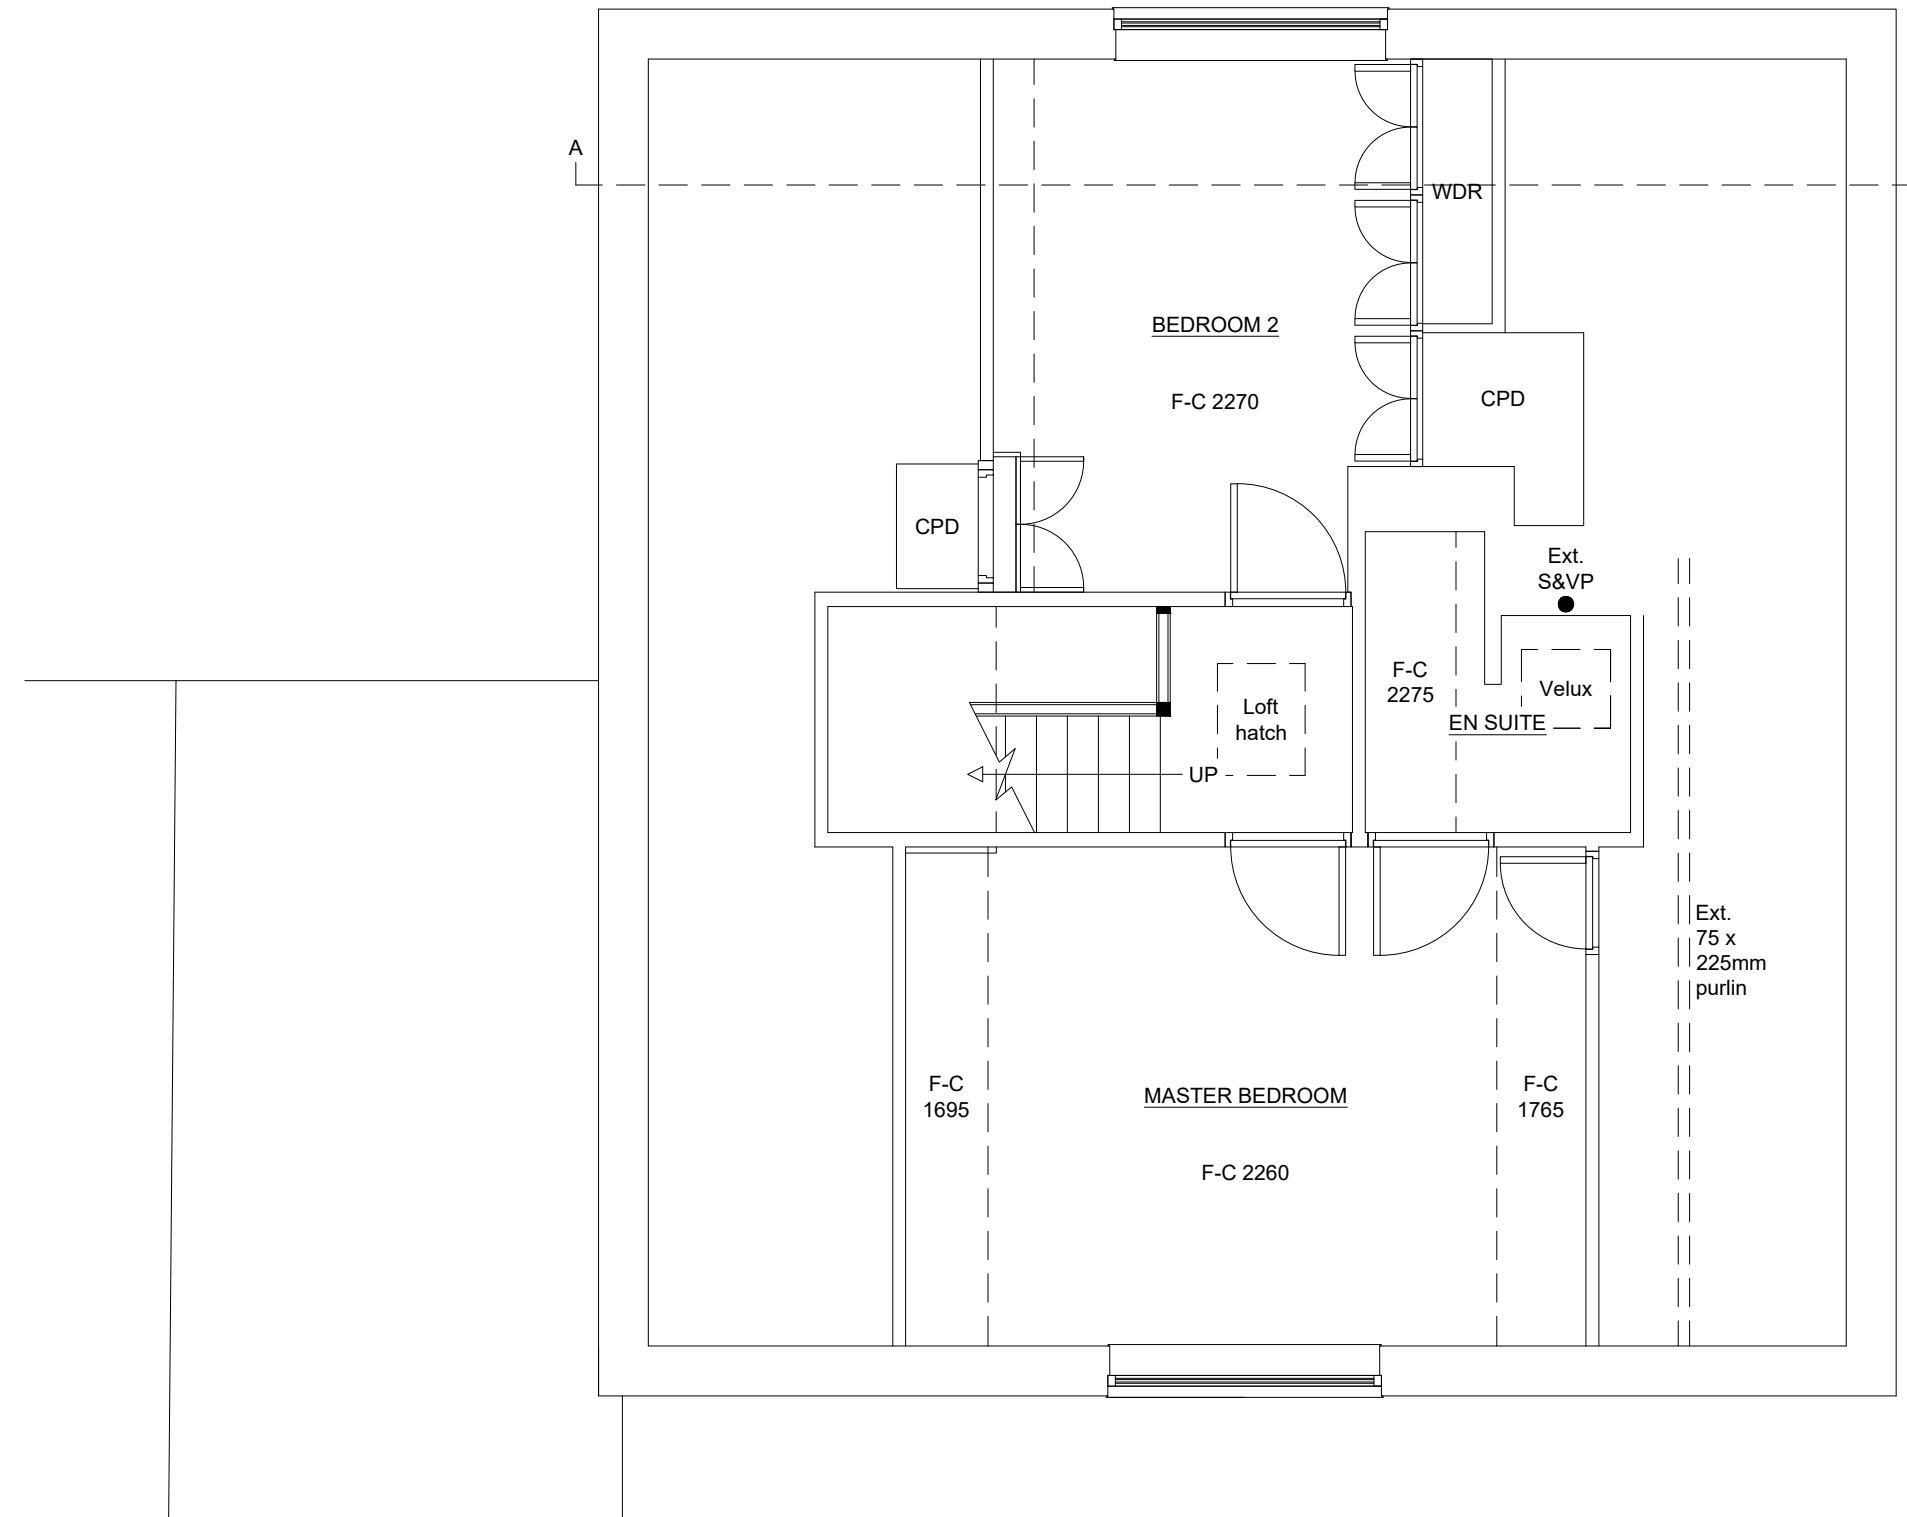 A
WDR
BEDROOM 2
F-C 2270
CPD
CPD
Ext.
S&VP
F-C
2275
Velux
EN SUITE
Loft
hatch
UP
Ext.
75 x
225mm
purlin
F-C
1695
MASTER BEDROOM
F-C
1765
F-C 2260